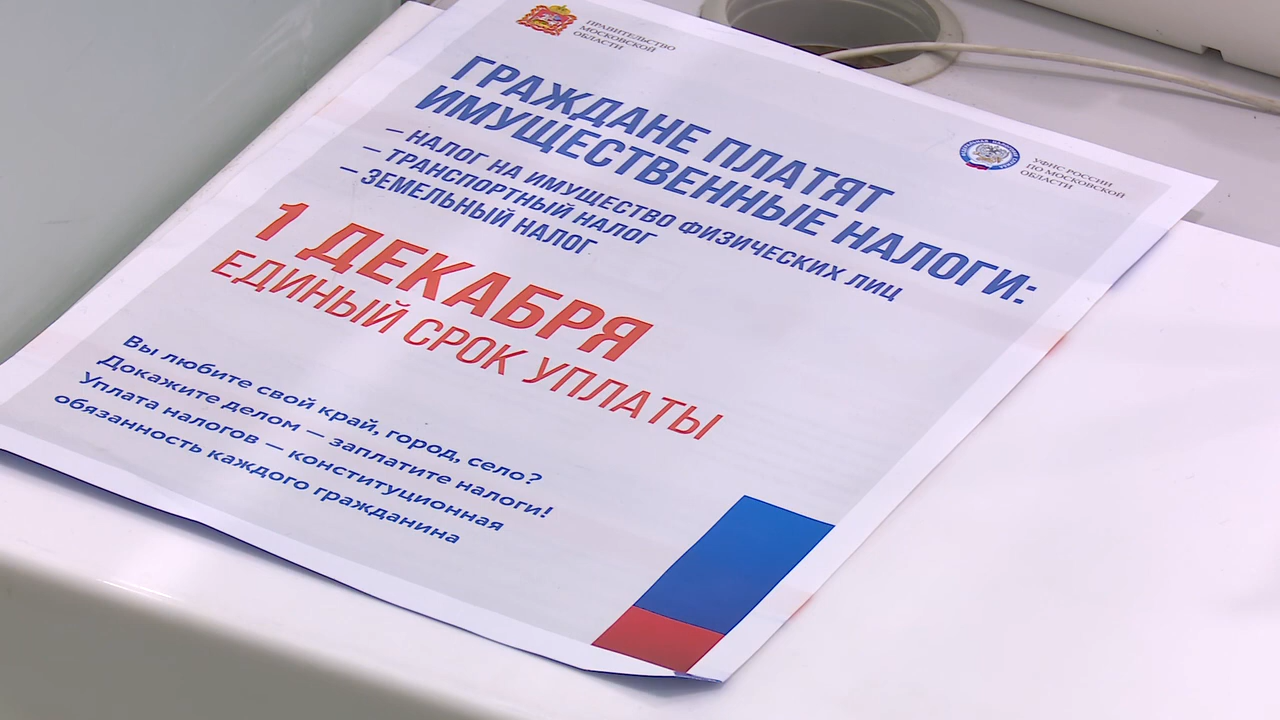 ПРАВИТЕЛЬСТВО
МОСКОВСКОЙ
ОБЛАСТИ
ГРАЖДАНЕ ПЛАТЯТ
ИМУЩЕСТВЕННЫЕ НАЛОГИ:
– НАЛОГ НА ИМУЩЕСТВО ФИЗИЧЕСКИХ ЛИЦ
– ТРАНСПОРТНЫЙ НАЛОГ
– ЗЕМЕЛЬНЫЙ НАЛОГ
УФНС РОССИИ
ПО МОСКОВСКОЙ
ОБЛАСТИ
1 ДЕКАБРЯ
ЕДИНЫЙ СРОК УПЛАТЫ
Вы любите свой край, город, село?
Докажите делом — заплатите налоги!
Уплата налогов — конституционная
обязанность каждого гражданина